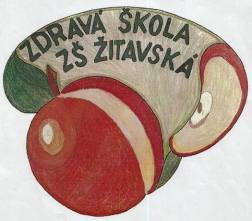 ZDRAVÁ ŠKOLA
ZŠ ŽITAVSKÁ